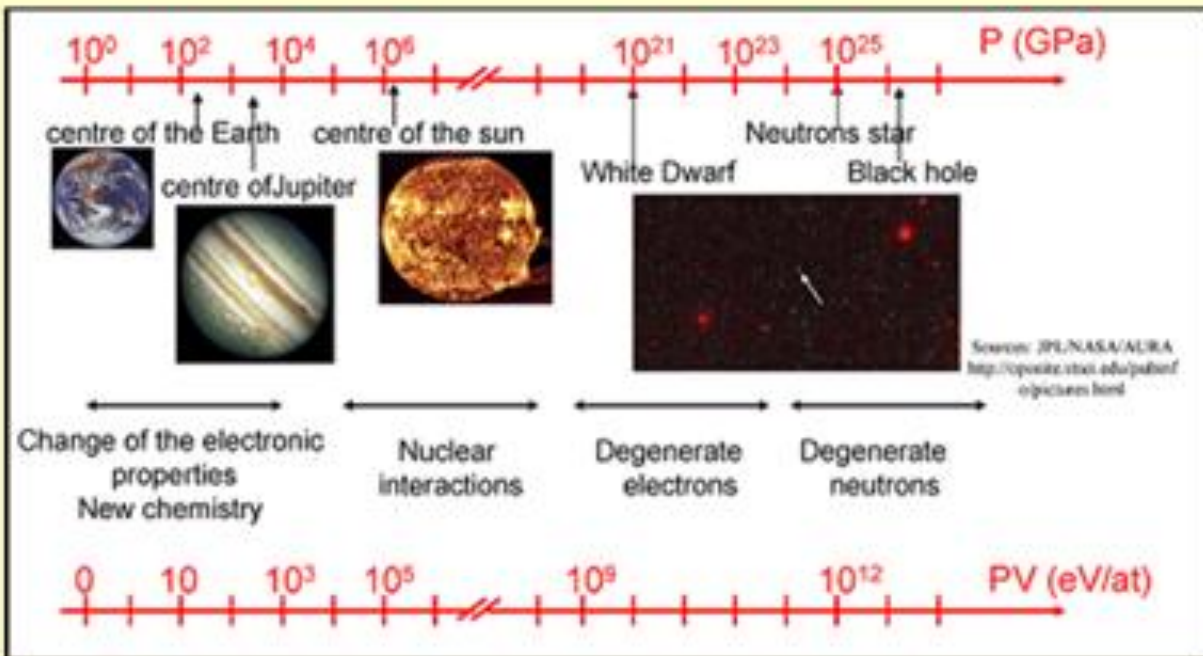 10⁰ 10² 10⁴ 10⁶ 10²¹ 10²³ 10²⁵ P (GPa)
centre of the Earth centre of the sun Neutrons star
centre ofJupiter White Dwarf Black hole
Sources: JPL/NASA/AURA
Change of the electronic
properties
New chemistry
Nuclear
interactions
Degenerate
electrons
Degenerate
neutrons
0 10 10³ 10⁵ 10⁹ 10¹² PV (eV/at)